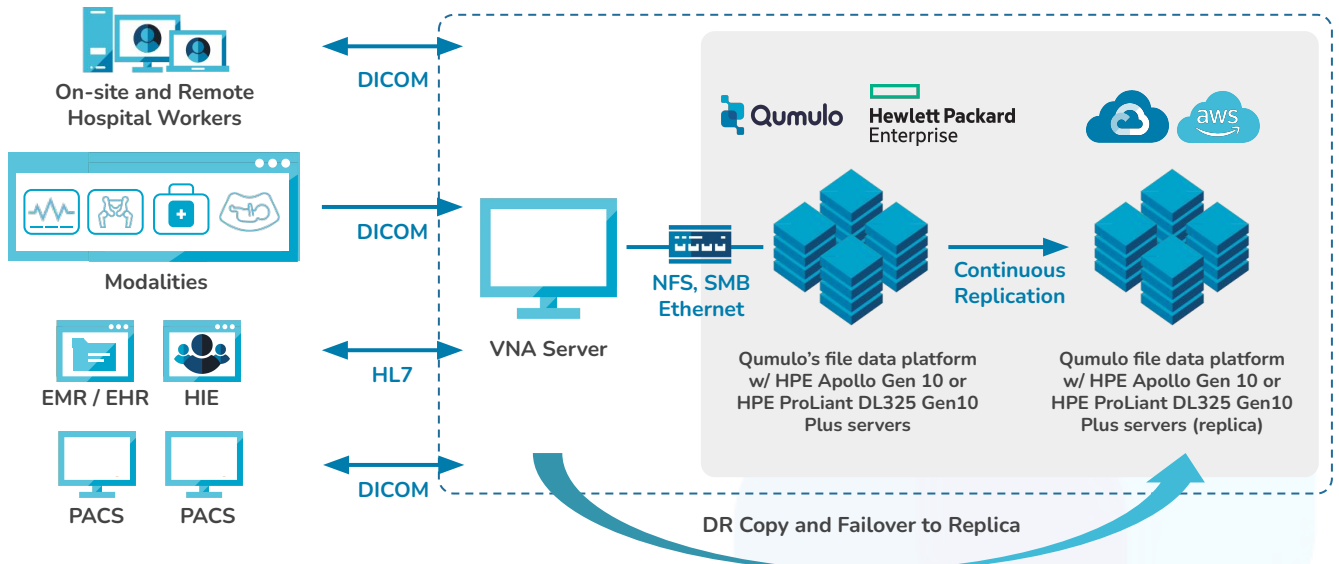 On-site and Remote
Hospital Workers
DICOM
Modalities
DICOM
EMR / EHR
HIE
HL7
PACS
PACS
DICOM
VNA Server
NFS, SMB
Ethernet
Qumulo
Hewlett Packard
Enterprise
aws
Continuous
Replication
Qumulo’s file data platform
w/ HPE Apollo Gen 10 or
HPE ProLiant DL325 Gen10
Plus servers
Qumulo file data platform
w/ HPE Apollo Gen 10 or
HPE ProLiant DL325 Gen10
Plus servers (replica)
DR Copy and Failover to Replica